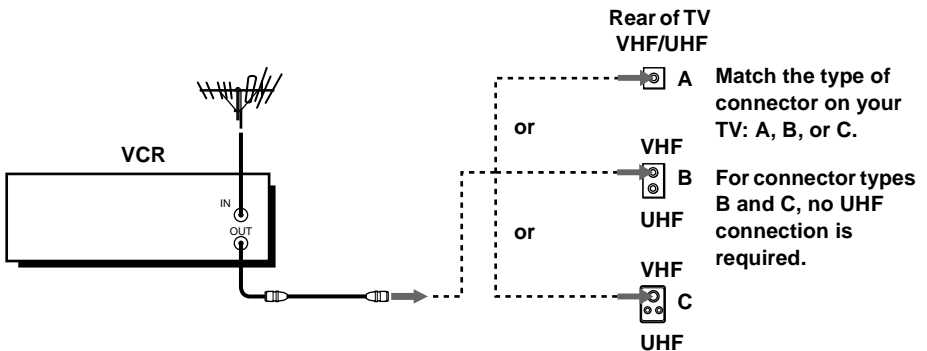 Rear of TV
VHF/UHF
A
Match the type of
connector on your
TV: A, B, or C.
or
VCR
VHF
B
For connector types
B and C, no UHF
connection is
required.
IN
OUT
UHF
or
VHF
C
UHF